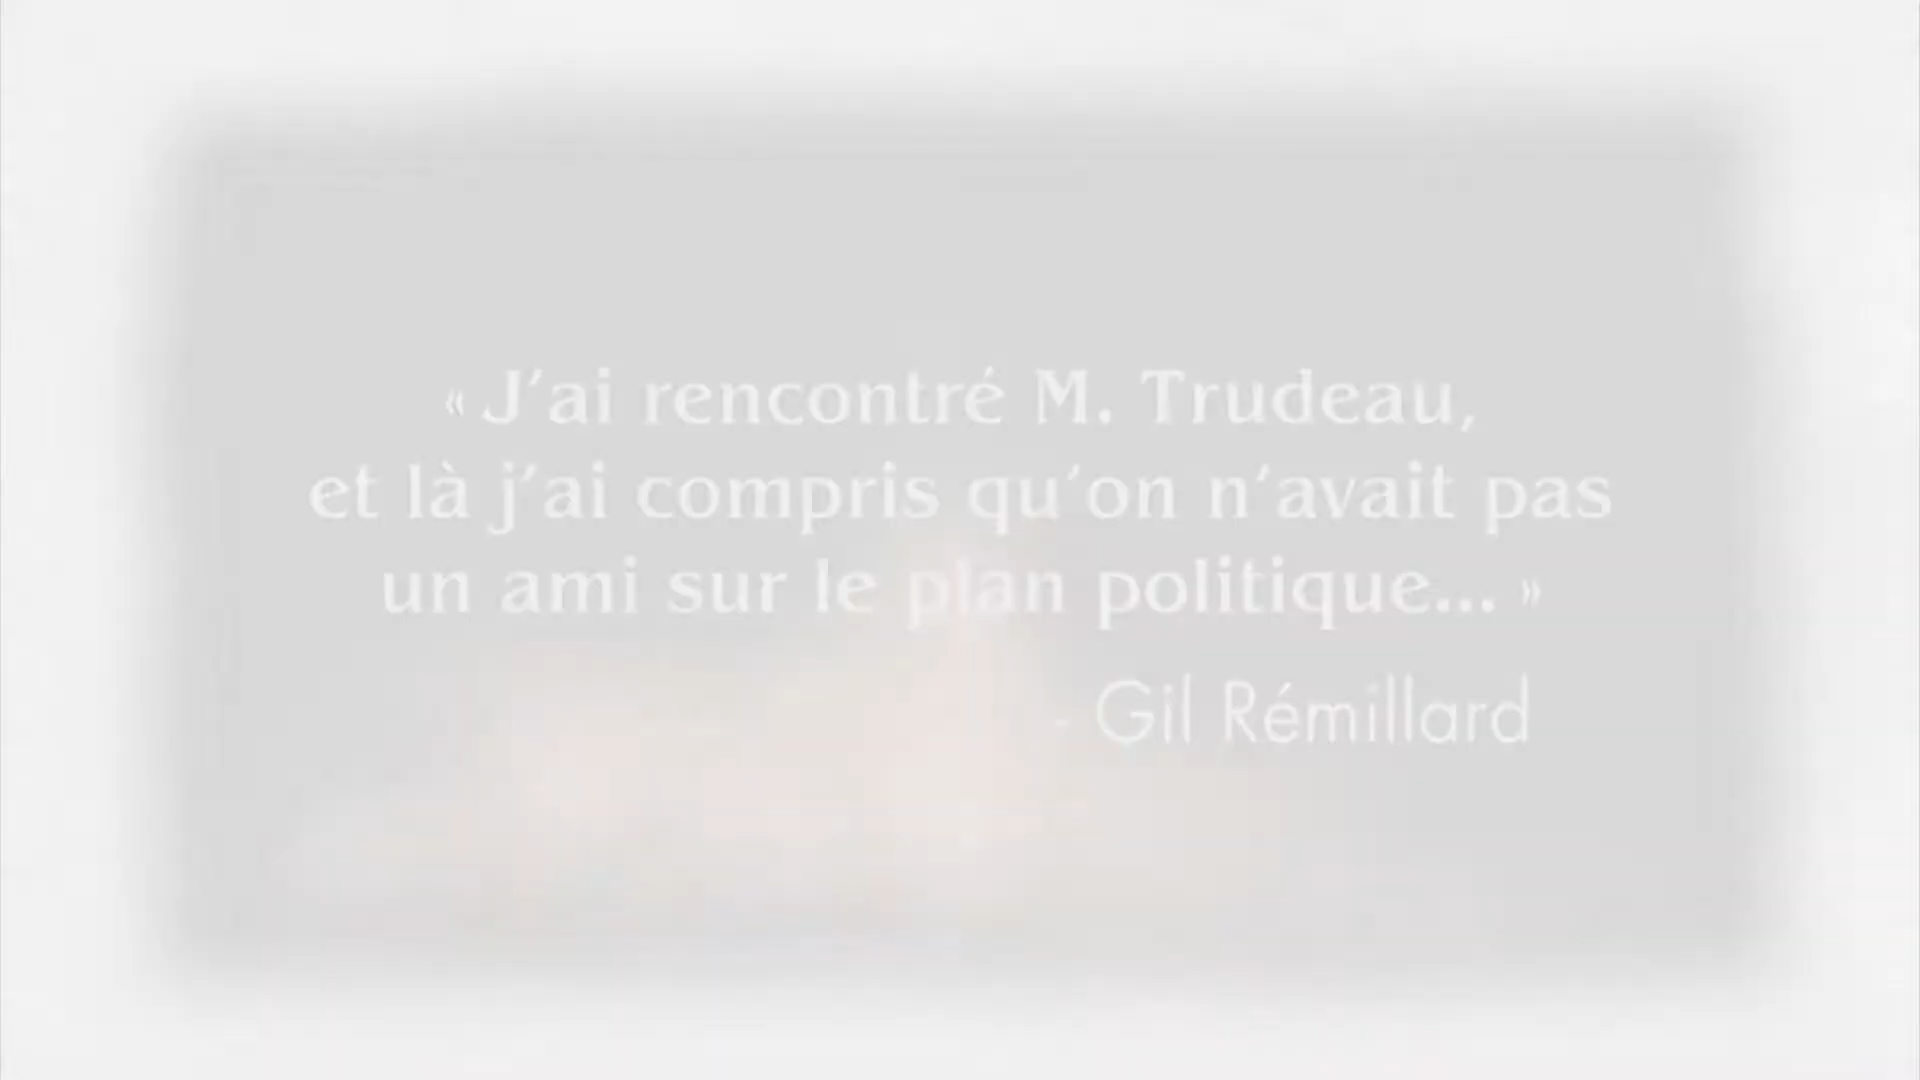 « J’ai rencontré M. Trudeau,
et là j’ai compris qu’on n’avait pas
un ami sur le plan politique... »
- Gil Rémillard